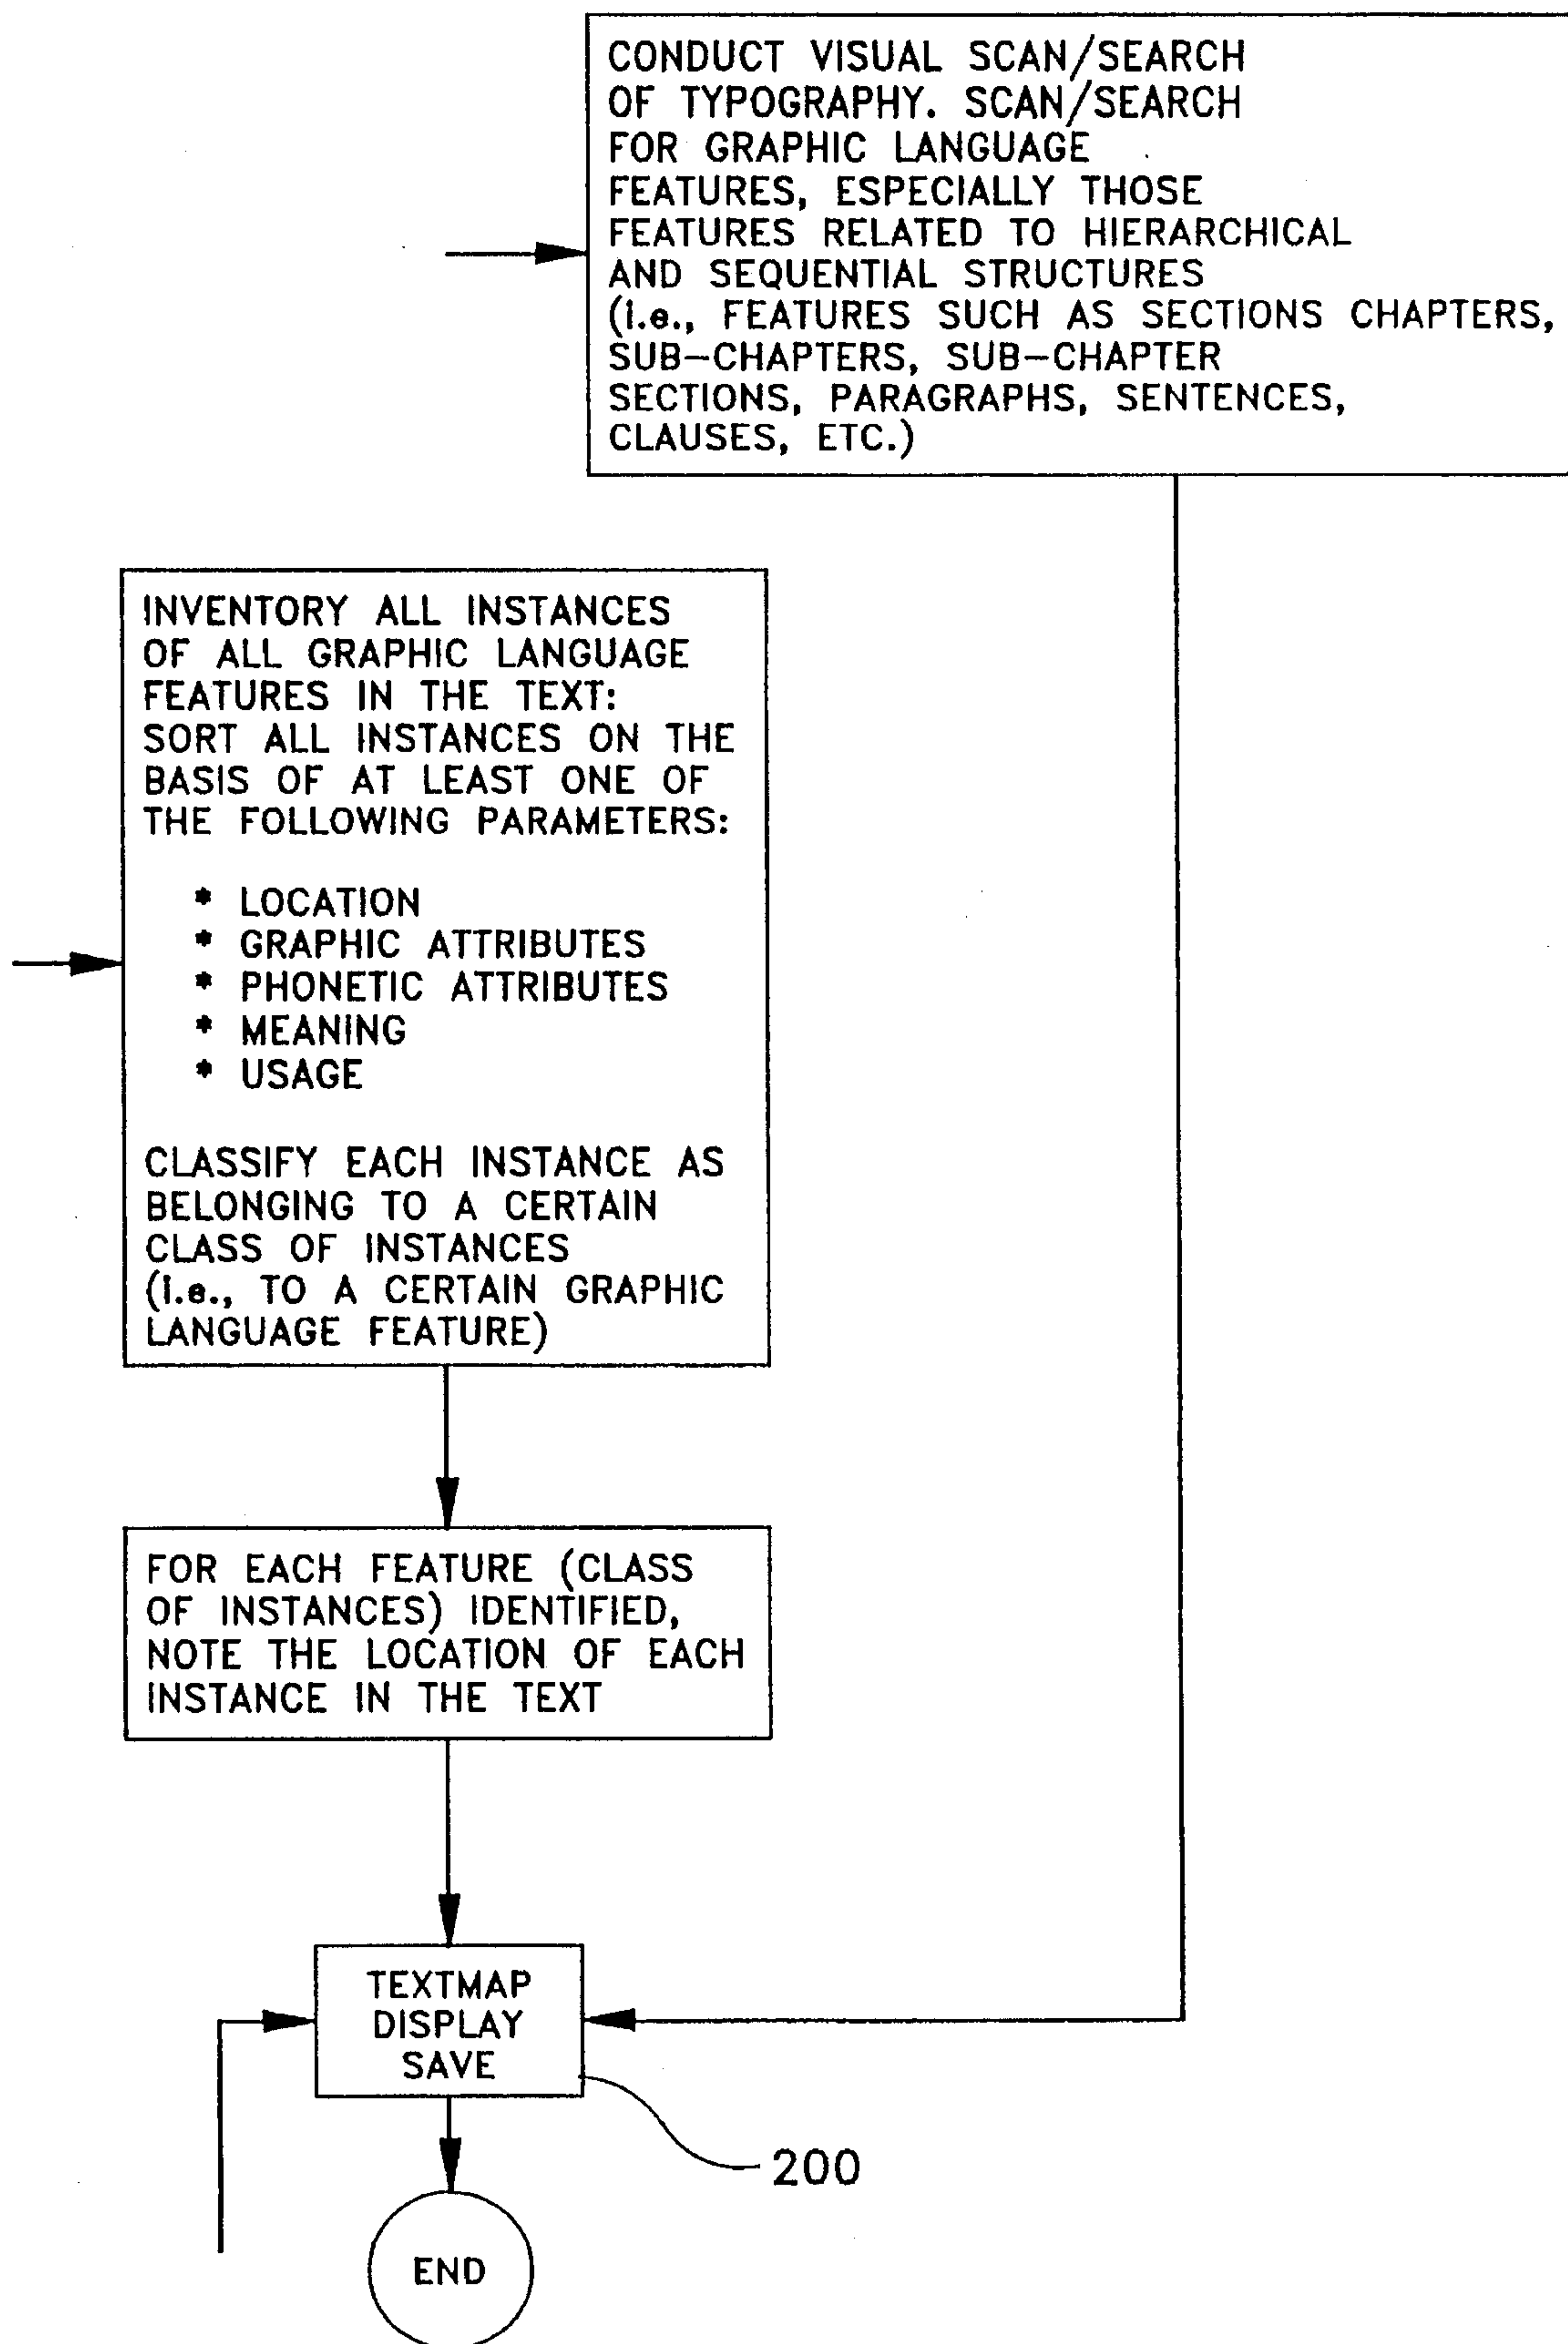 CONDUCT VISUAL SCAN/SEARCH
OF TYPOGRAPHY. SCAN/SEARCH
FOR GRAPHIC LANGUAGE
FEATURES, ESPECIALLY THOSE
FEATURES RELATED TO HIERARCHICAL
AND SEQUENTIAL STRUCTURES
(i.e., FEATURES SUCH AS SECTIONS CHAPTERS,
SUB-CHAPTERS, SUB-CHAPTER
SECTIONS, PARAGRAPHS, SENTENCES,
CLAUSES, ETC.)
INVENTORY ALL INSTANCES
OF ALL GRAPHIC LANGUAGE
FEATURES IN THE TEXT:
SORT ALL INSTANCES ON THE
BASIS OF AT LEAST ONE OF
THE FOLLOWING PARAMETERS:
* LOCATION
* GRAPHIC ATTRIBUTES
* PHONETIC ATTRIBUTES
* MEANING
* USAGE
CLASSIFY EACH INSTANCE AS
BELONGING TO A CERTAIN
CLASS OF INSTANCES
(i.e., TO A CERTAIN GRAPHIC
LANGUAGE FEATURE)
FOR EACH FEATURE (CLASS
OF INSTANCES) IDENTIFIED,
NOTE THE LOCATION OF EACH
INSTANCE IN THE TEXT
TEXTMAP
DISPLAY
SAVE
200
END